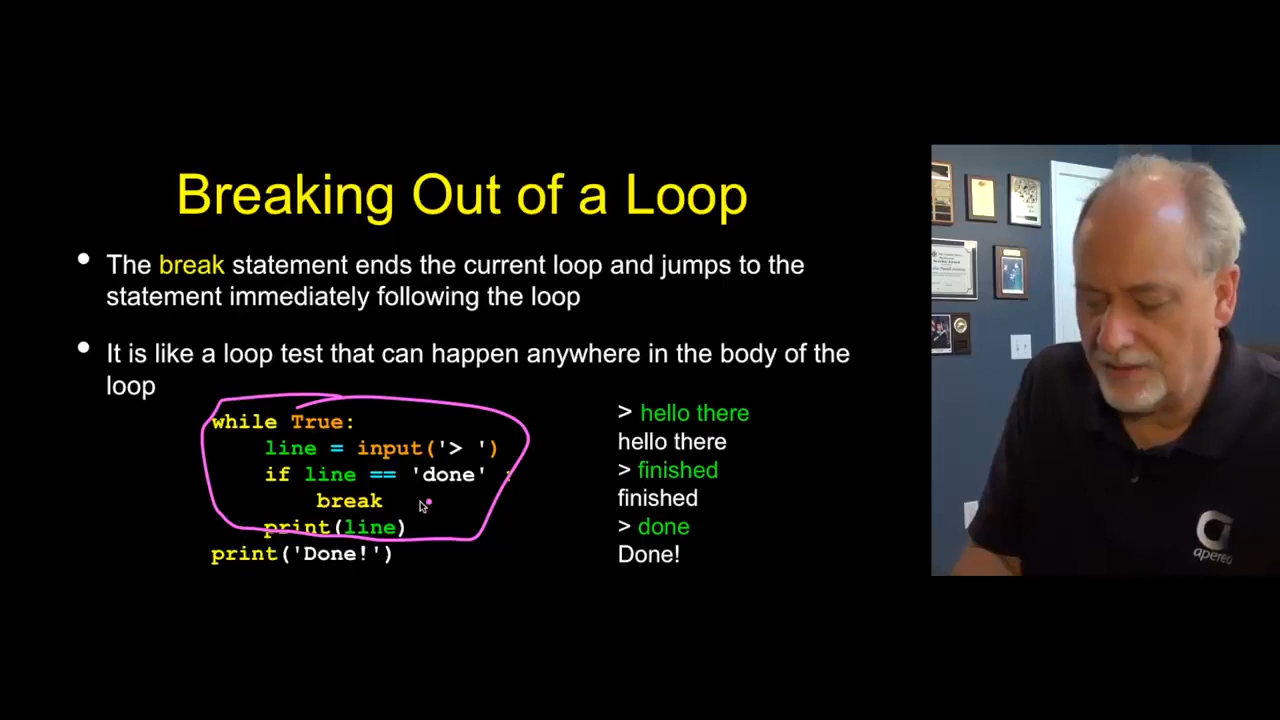 Breaking Out of a Loop
• The break statement ends the current loop and jumps to the
statement immediately following the loop
• It is like a loop test that can happen anywhere in the body of the
loop
while True:
    line = input('> ')
    if line == 'done' :
        break
    print(line)
print('Done!')
> hello there
hello there
> finished
finished
> done
Done!
apereo